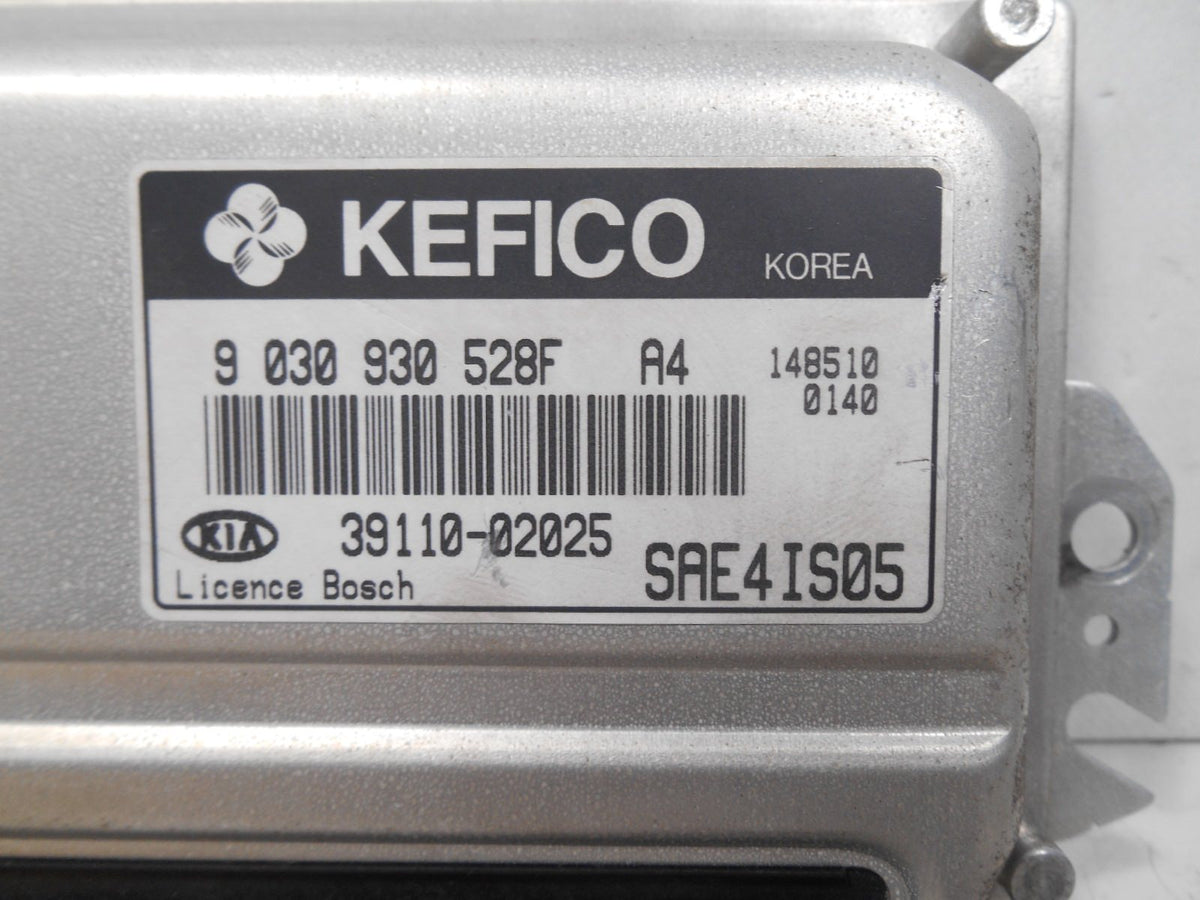 KEFICO KOREA
9 030 930 528F A4 148510
0140
KIA 39110-02025
Licence Bosch SAE4IS05